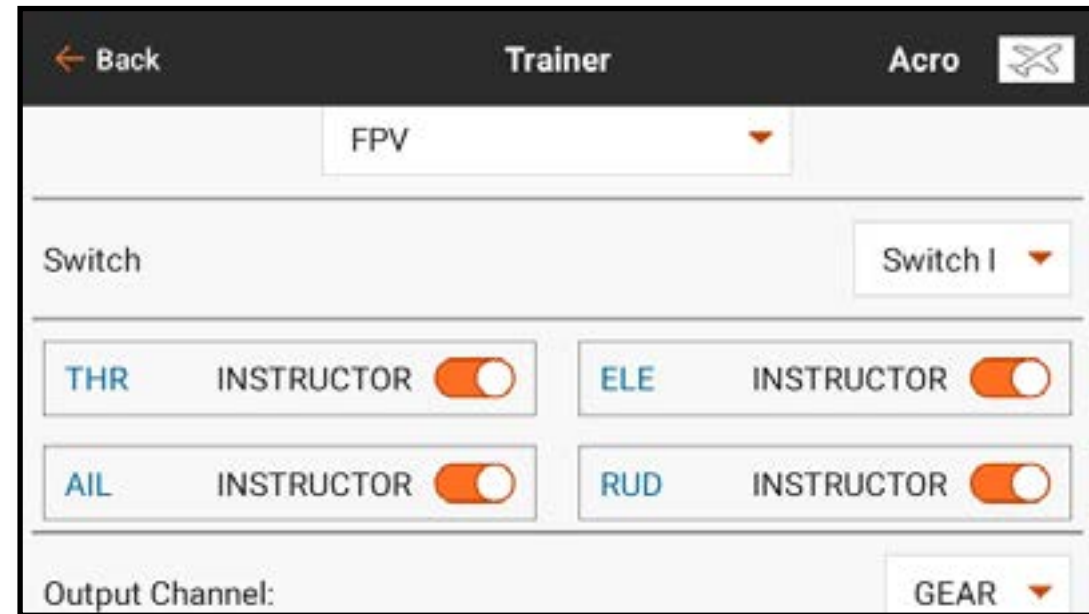 Back Trainer Acro
FPV
Switch Switch I
THR INSTRUCTOR ELE INSTRUCTOR
AIL INSTRUCTOR RUD INSTRUCTOR
Output Channel: GEAR